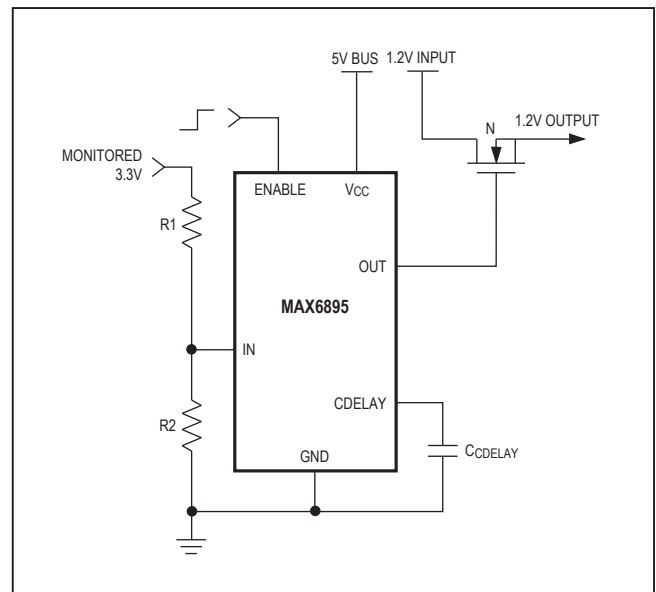 5V BUS 1.2V INPUT
N 1.2V OUTPUT
MONITORED
3.3V
ENABLE VCC
R1
OUT
MAX6895
IN
CDELAY
R2
CCDELAY
GND